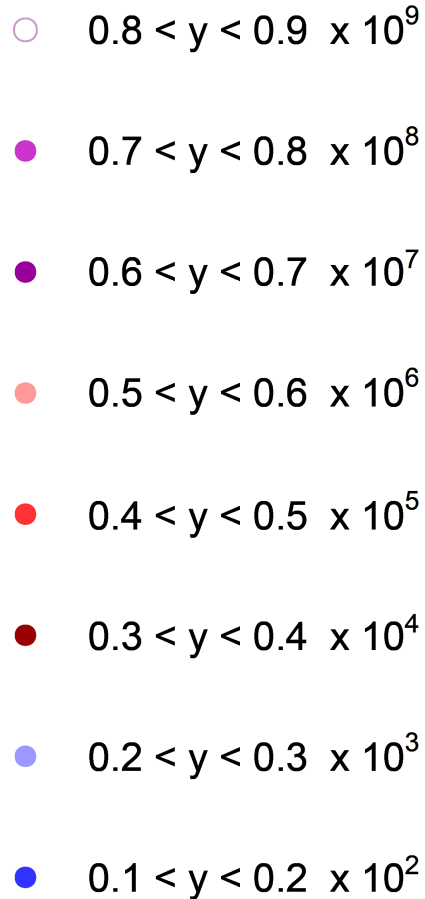 0.8 < y < 0.9 x 10⁹
0.7 < y < 0.8 x 10⁸
0.6 < y < 0.7 x 10⁷
0.5 < y < 0.6 x 10⁶
0.4 < y < 0.5 x 10⁵
0.3 < y < 0.4 x 10⁴
0.2 < y < 0.3 x 10³
0.1 < y < 0.2 x 10²